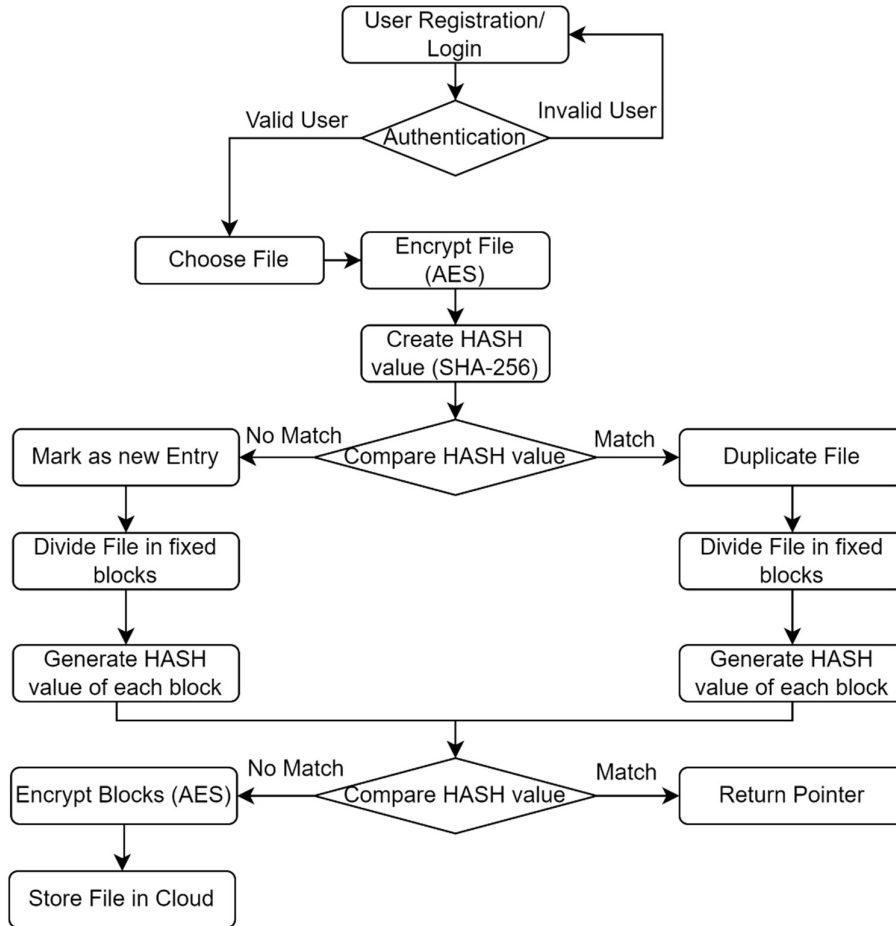 User Registration/
Login
Valid User
Invalid User
Authentication
Choose File
Encrypt File
(AES)
Create HASH
value (SHA-256)
No Match
Match
Mark as new Entry
Compare HASH value
Duplicate File
Divide File in fixed
blocks
Divide File in fixed
blocks
Generate HASH
value of each block
Generate HASH
value of each block
No Match
Match
Encrypt Blocks (AES)
Compare HASH value
Return Pointer
Store File in Cloud